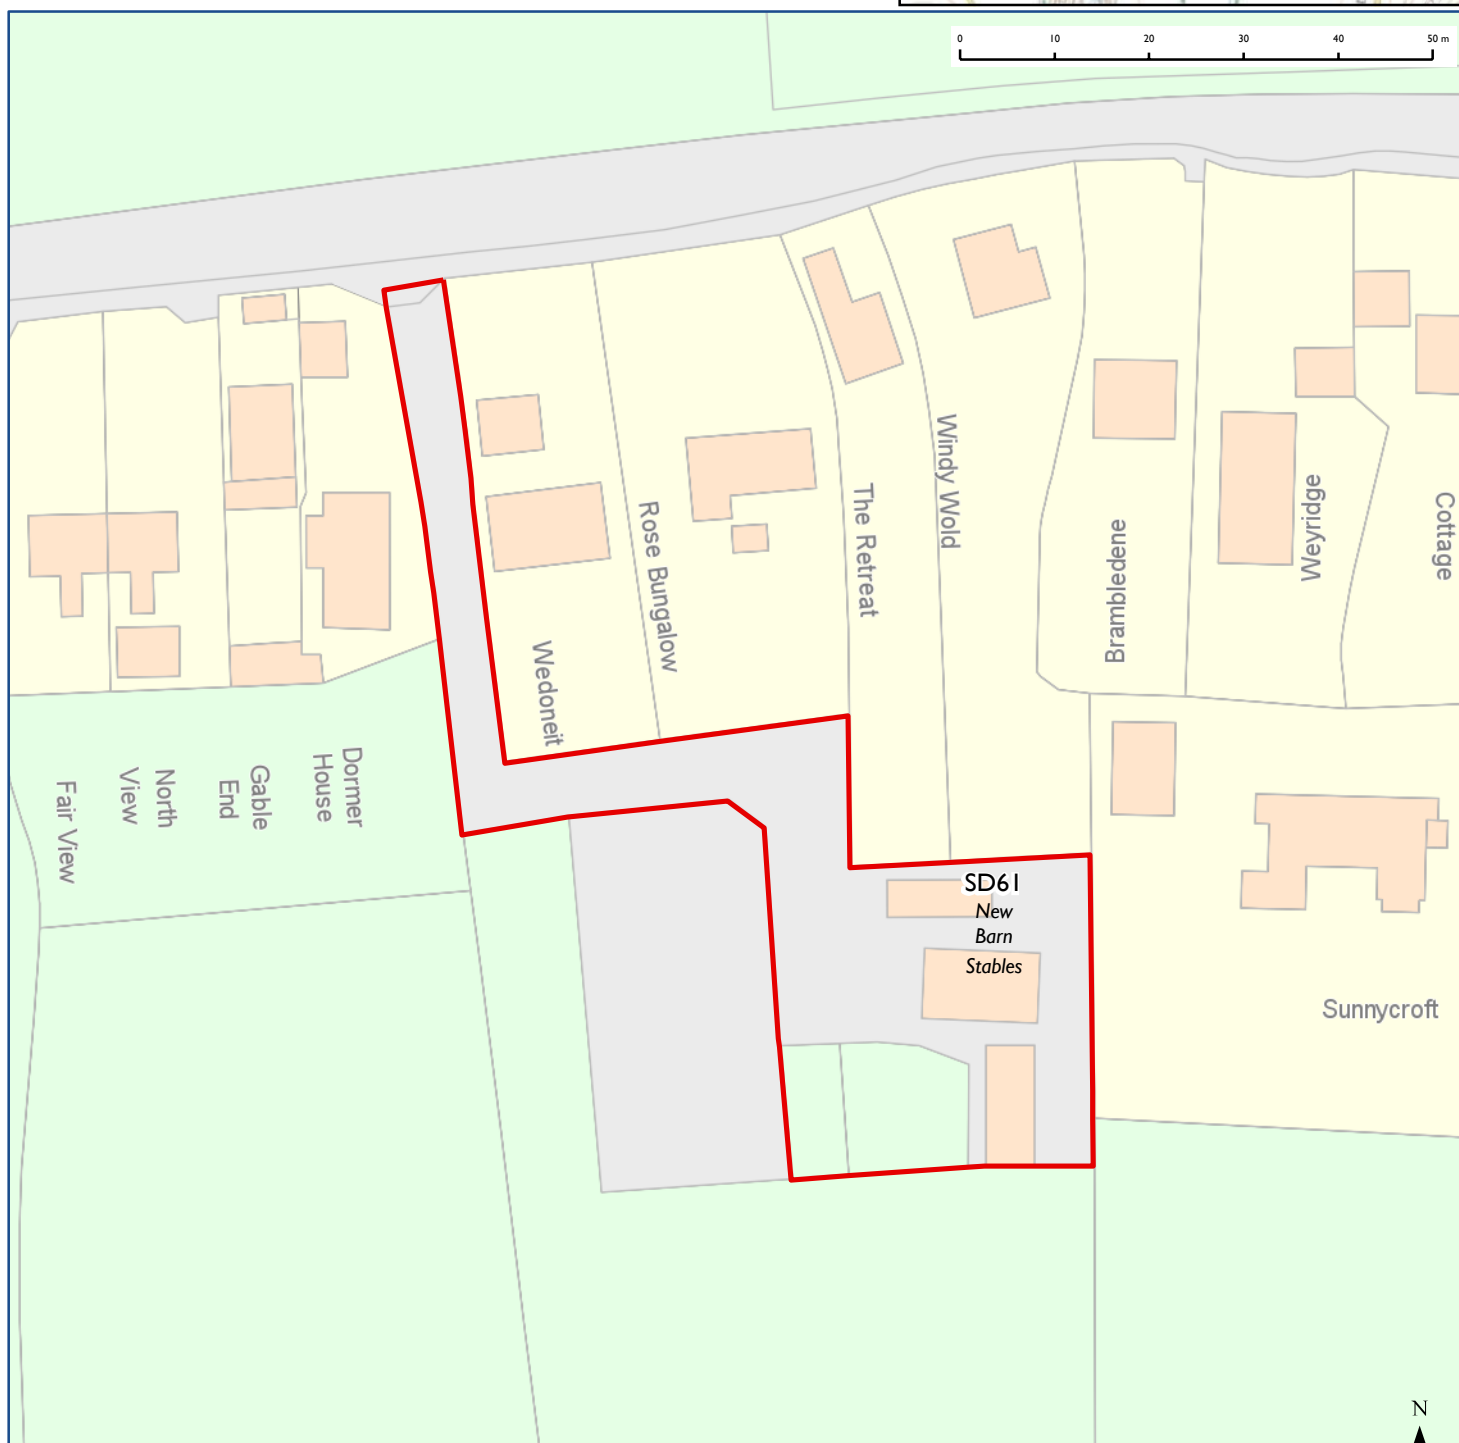 0 10 20 30 40 50 m
Windy Wold
The Retreat
Rose Bungalow
Weyridge
Cottage
Brambledene
Wedoneit
Dormer
House
Gable
End
North
View
Fair View
SD61
New
Barn
Stables
Sunnycroft
N